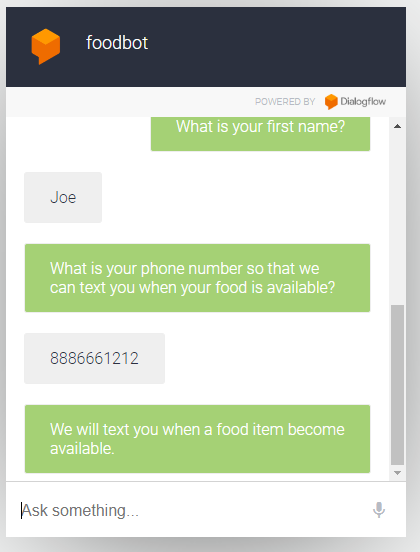 foodbot
POWERED BY Dialogflow
What is your first name?
Joe
What is your phone number so that we
can text you when your food is available?
8886661212
We will text you when a food item become
available.
Ask something...